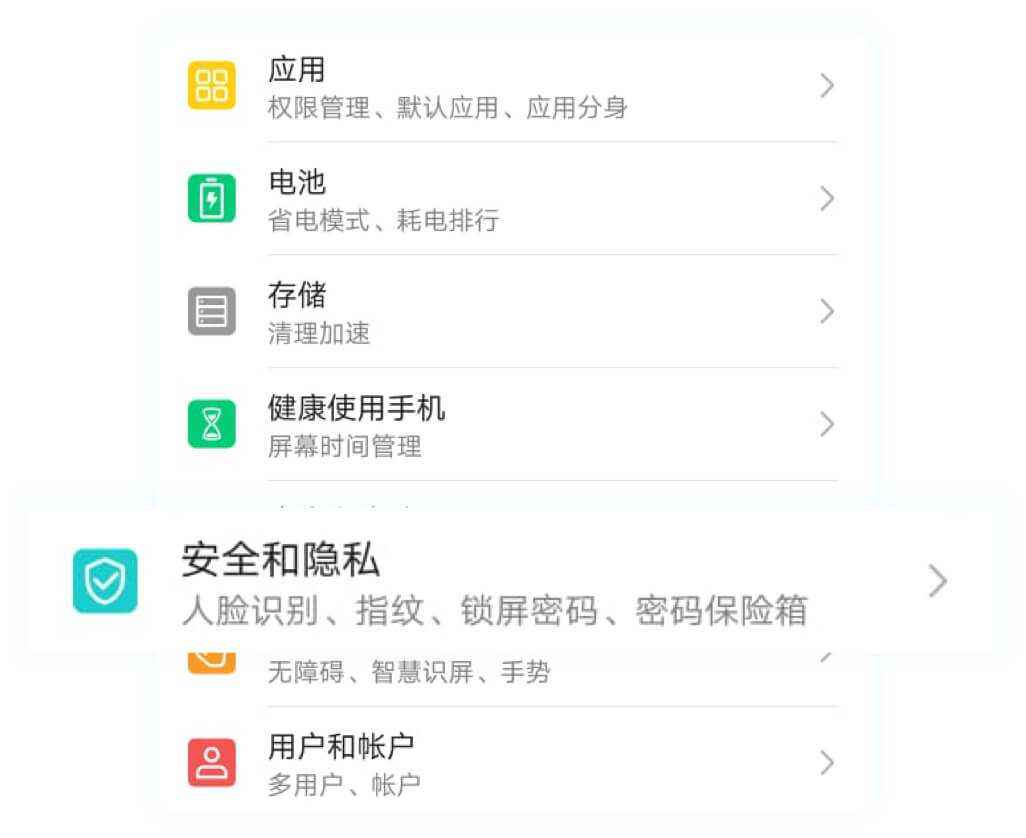 应用
权限管理、默认应用、应用分身
电池
省电模式、耗电排行
存储
清理加速
健康使用手机
屏幕时间管理
安全和隐私
人脸识别、指纹、锁屏密码、密码保险箱
无障碍、智慧识屏、手势
用户和帐户
多用户、帐户